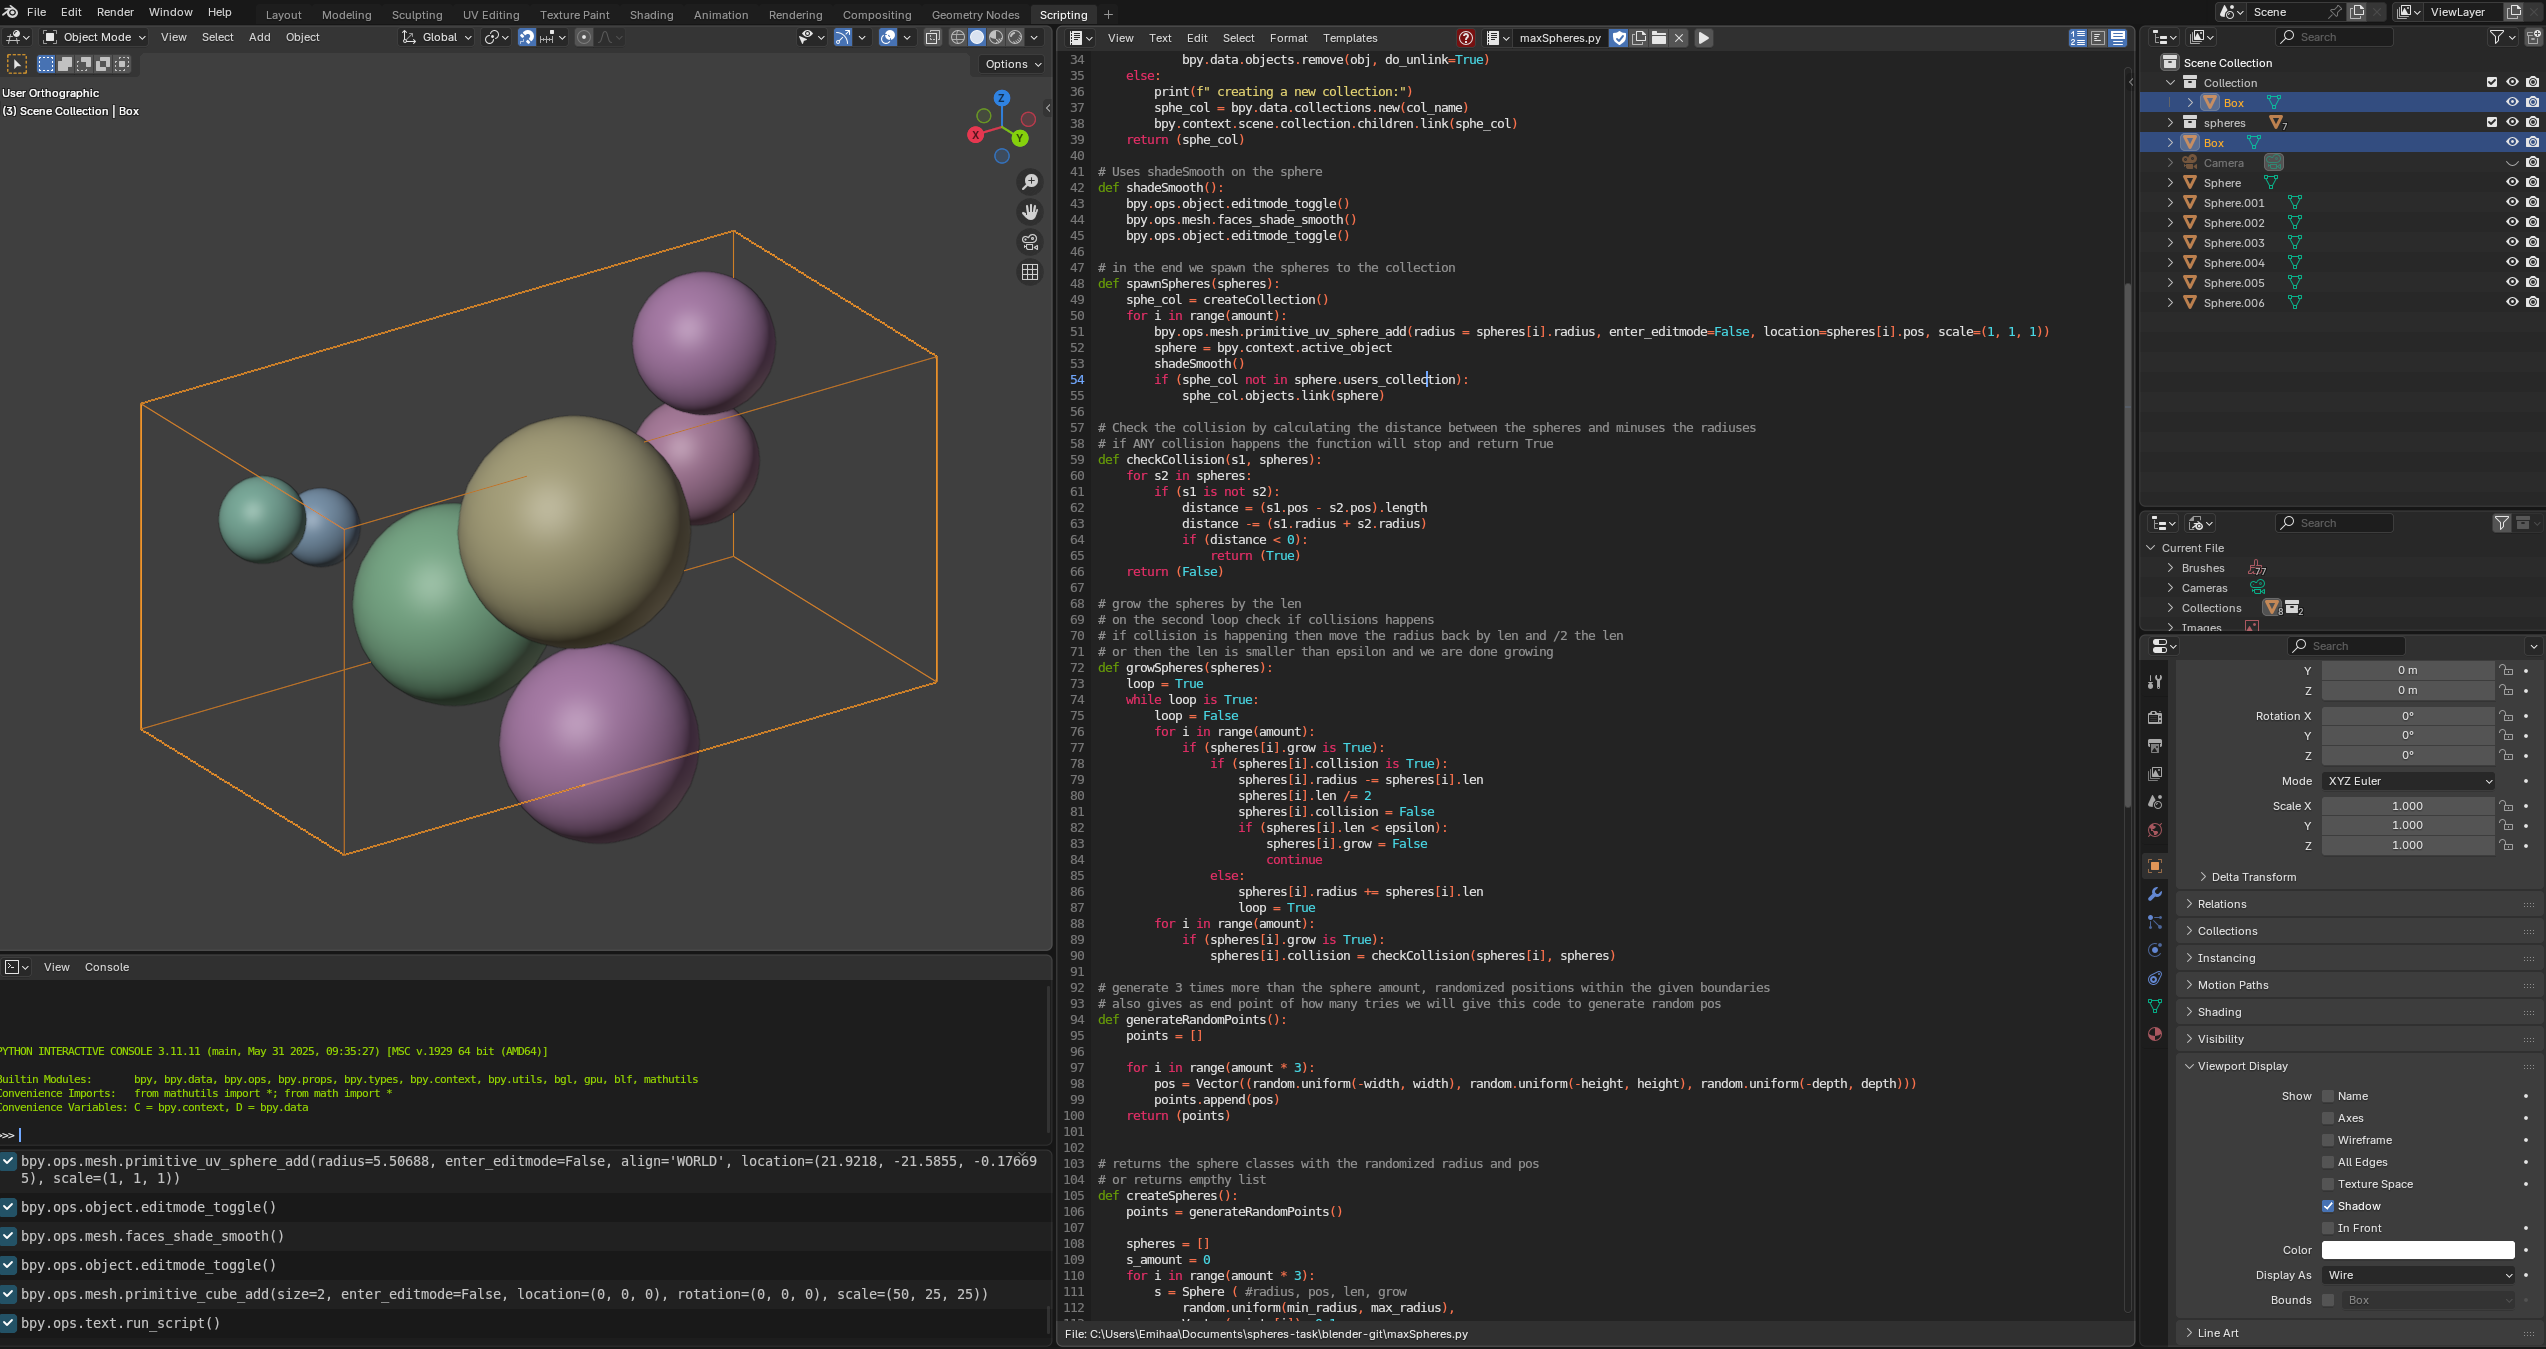 File Edit Render Window Help Layout Modeling Sculpting UV Editing Texture Paint Shading Animation Rendering Compositing Geometry Nodes Scripting + Scene ViewLayer
Object Mode View Select Add Object Global
Options
User Orthographic
(3) Scene Collection | Box
Z
X
Y
View Console
PYTHON INTERACTIVE CONSOLE 3.11.11 (main, May 31 2025, 09:35:27) [MSC v.1929 64 bit (AMD64)]
Builtin Modules: bpy, bpy.data, bpy.ops, bpy.props, bpy.types, bpy.context, bpy.utils, bgl, gpu, blf, mathutils
Convenience Imports: from mathutils import *; from math import *
Convenience Variables: C = bpy.context, D = bpy.data
>>>
bpy.ops.mesh.primitive_uv_sphere_add(radius=5.50688, enter_editmode=False, align='WORLD', location=(21.9218, -21.5855, -0.17669
5), scale=(1, 1, 1))
bpy.ops.object.editmode_toggle()
bpy.ops.mesh.faces_shade_smooth()
bpy.ops.object.editmode_toggle()
bpy.ops.mesh.primitive_cube_add(size=2, enter_editmode=False, location=(0, 0, 0), rotation=(0, 0, 0), scale=(50, 25, 25))
bpy.ops.text.run_script()
View Text Edit Select Format Templates maxSpheres.py
34 bpy.data.objects.remove(obj, do_unlink=True)
35 else:
36 print(f" creating a new collection:")
37 sphe_col = bpy.data.collections.new(col_name)
38 bpy.context.scene.collection.children.link(sphe_col)
39 return (sphe_col)
40
41 # Uses shadeSmooth on the sphere
42 def shadeSmooth():
43 bpy.ops.object.editmode_toggle()
44 bpy.ops.mesh.faces_shade_smooth()
45 bpy.ops.object.editmode_toggle()
46
47 # in the end we spawn the spheres to the collection
48 def spawnSpheres(spheres):
49 sphe_col = createCollection()
50 for i in range(amount):
51 bpy.ops.mesh.primitive_uv_sphere_add(radius = spheres[i].radius, enter_editmode=False, location=spheres[i].pos, scale=(1, 1, 1))
52 sphere = bpy.context.active_object
53 shadeSmooth()
54 if (sphe_col not in sphere.users_collection):
55 sphe_col.objects.link(sphere)
56
57 # Check the collision by calculating the distance between the spheres and minuses the radiuses
58 # if ANY collision happens the function will stop and return True
59 def checkCollision(s1, spheres):
60 for s2 in spheres:
61 if (s1 is not s2):
62 distance = (s1.pos - s2.pos).length
63 distance -= (s1.radius + s2.radius)
64 if (distance < 0):
65 return (True)
66 return (False)
67
68 # grow the spheres by the len
69 # on the second loop check if collisions happens
70 # if collision is happening then move the radius back by len and /2 the len
71 # or then the len is smaller than epsilon and we are done growing
72 def growSpheres(spheres):
73 loop = True
74 while loop is True:
75 loop = False
76 for i in range(amount):
77 if (spheres[i].grow is True):
78 if (spheres[i].collision is True):
79 spheres[i].radius -= spheres[i].len
80 spheres[i].len /= 2
81 spheres[i].collision = False
82 if (spheres[i].len < epsilon):
83 spheres[i].grow = False
84 continue
85 else:
86 spheres[i].radius += spheres[i].len
87 loop = True
88 for i in range(amount):
89 if (spheres[i].grow is True):
90 spheres[i].collision = checkCollision(spheres[i], spheres)
91
92 # generate 3 times more than the sphere amount, randomized positions within the given boundaries
93 # also gives as end point of how many tries we will give this code to generate random pos
94 def generateRandomPoints():
95 points = []
96
97 for i in range(amount * 3):
98 pos = Vector((random.uniform(-width, width), random.uniform(-height, height), random.uniform(-depth, depth)))
99 points.append(pos)
100 return (points)
101
102
103 # returns the sphere classes with the randomized radius and pos
104 # or returns empthy list
105 def createSpheres():
106 points = generateRandomPoints()
107
108 spheres = []
109 s_amount = 0
110 for i in range(amount * 3):
111 s = Sphere ( #radius, pos, len, grow
112 random.uniform(min_radius, max_radius),
File: C:\Users\Emihaa\Documents\spheres-task\blender-git\maxSpheres.py
Search
Scene Collection
Collection
Box
spheres 7
Box
Camera
Sphere
Sphere.001
Sphere.002
Sphere.003
Sphere.004
Sphere.005
Sphere.006
Search
Current File
Brushes 77
Cameras
Collections 8 2
Images
Search
Y 0 m
Z 0 m
Rotation X 0°
Y 0°
Z 0°
Mode XYZ Euler
Scale X 1.000
Y 1.000
Z 1.000
Delta Transform
Relations
Collections
Instancing
Motion Paths
Shading
Visibility
Viewport Display
Show Name
Axes
Wireframe
All Edges
Texture Space
Shadow
In Front
Color
Display As Wire
Bounds Box
Line Art